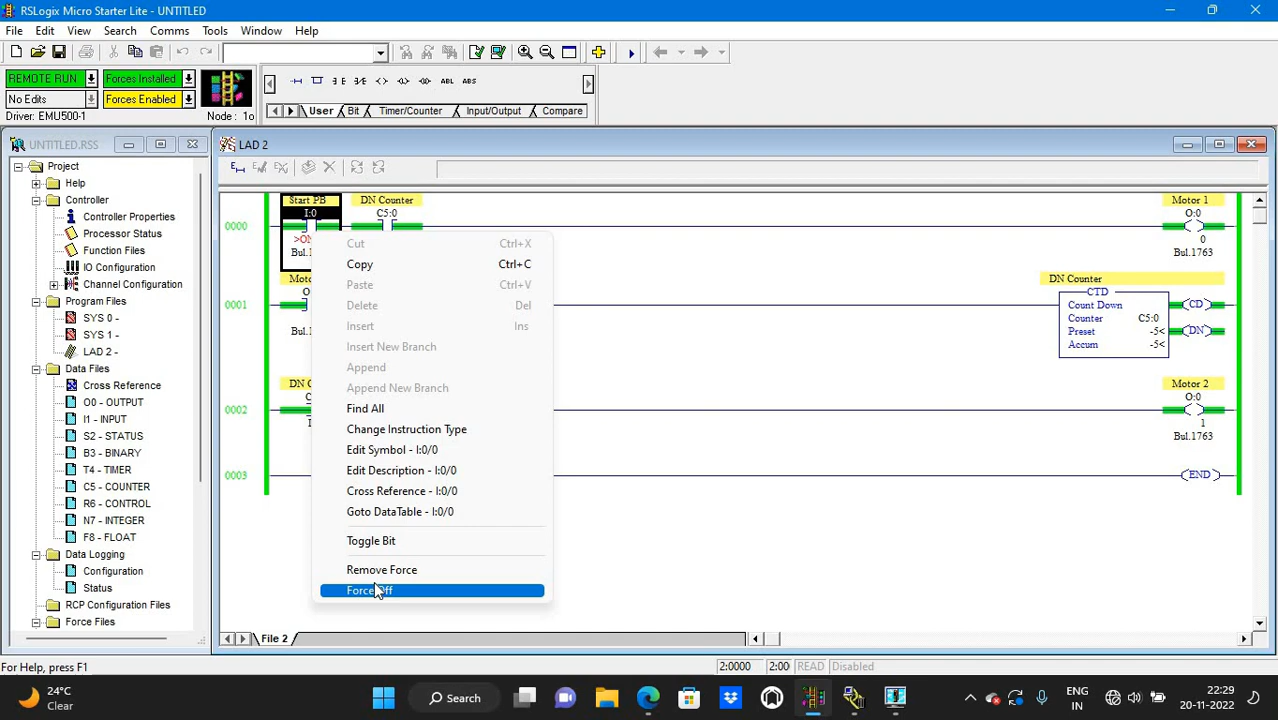 RSLogix Micro Starter Lite - UNTITLED
File Edit View Search Comms Tools Window Help
REMOTE RUN Forces Installed
No Edits Forces Enabled
Driver: EMU500-1 Node : 1o
ABL ABS
User Bit Timer/Counter Input/Output Compare
UNTITLED.RSS
Project
Help
Controller
Controller Properties
Processor Status
Function Files
IO Configuration
Channel Configuration
Program Files
SYS 0 -
SYS 1 -
LAD 2 -
Data Files
Cross Reference
O0 - OUTPUT
I1 - INPUT
S2 - STATUS
B3 - BINARY
T4 - TIMER
C5 - COUNTER
R6 - CONTROL
N7 - INTEGER
F8 - FLOAT
Data Logging
Configuration
Status
RCP Configuration Files
Force Files
LAD 2
Start PB DN Counter Motor 1
I:0 C5:0 O:0
0000
0
Bul.1763
DN Counter
CTD
0001 Count Down CD
Counter C5:0
Preset -5< DN
Accum -5<
Motor 2
O:0
0002
1
Bul.1763
0003 END
Cut Ctrl+X
Copy Ctrl+C
Paste Ctrl+V
Delete Del
Insert Ins
Insert New Branch
Append
Append New Branch
Find All
Change Instruction Type
Edit Symbol - I:0/0
Edit Description - I:0/0
Cross Reference - I:0/0
Goto DataTable - I:0/0
Toggle Bit
Remove Force
Force Off
File 2
For Help, press F1 2:0000 2:00 READ Disabled
24°C
Clear
Search
ENG
IN
22:29
20-11-2022